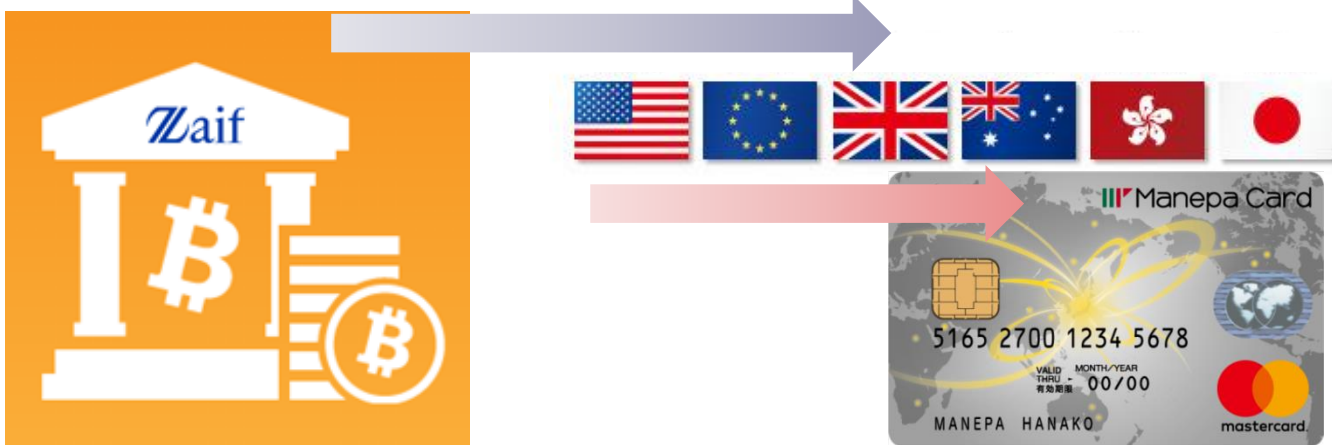 Zaif
Manepa Card
5165 2700 1234 5678
VALID
THRU -
有効期限
MONTH/YEAR
00/00
MANEPA HANAKO
mastercard.